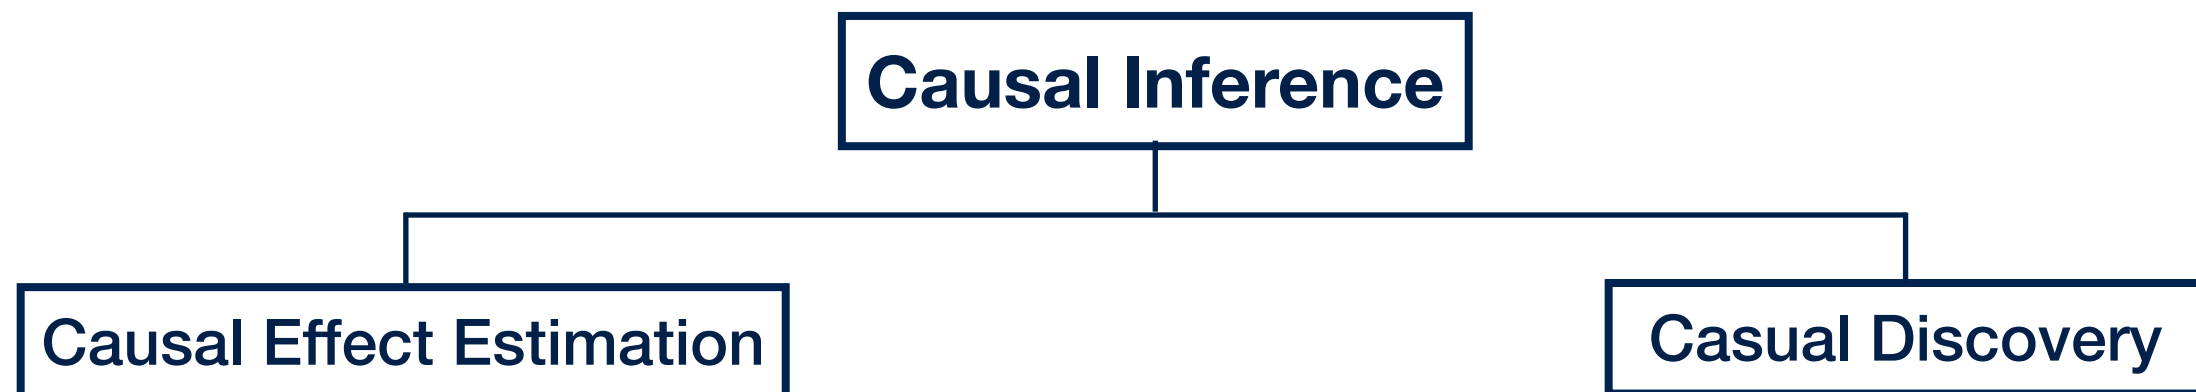 Causal Inference
Causal Effect Estimation
Casual Discovery